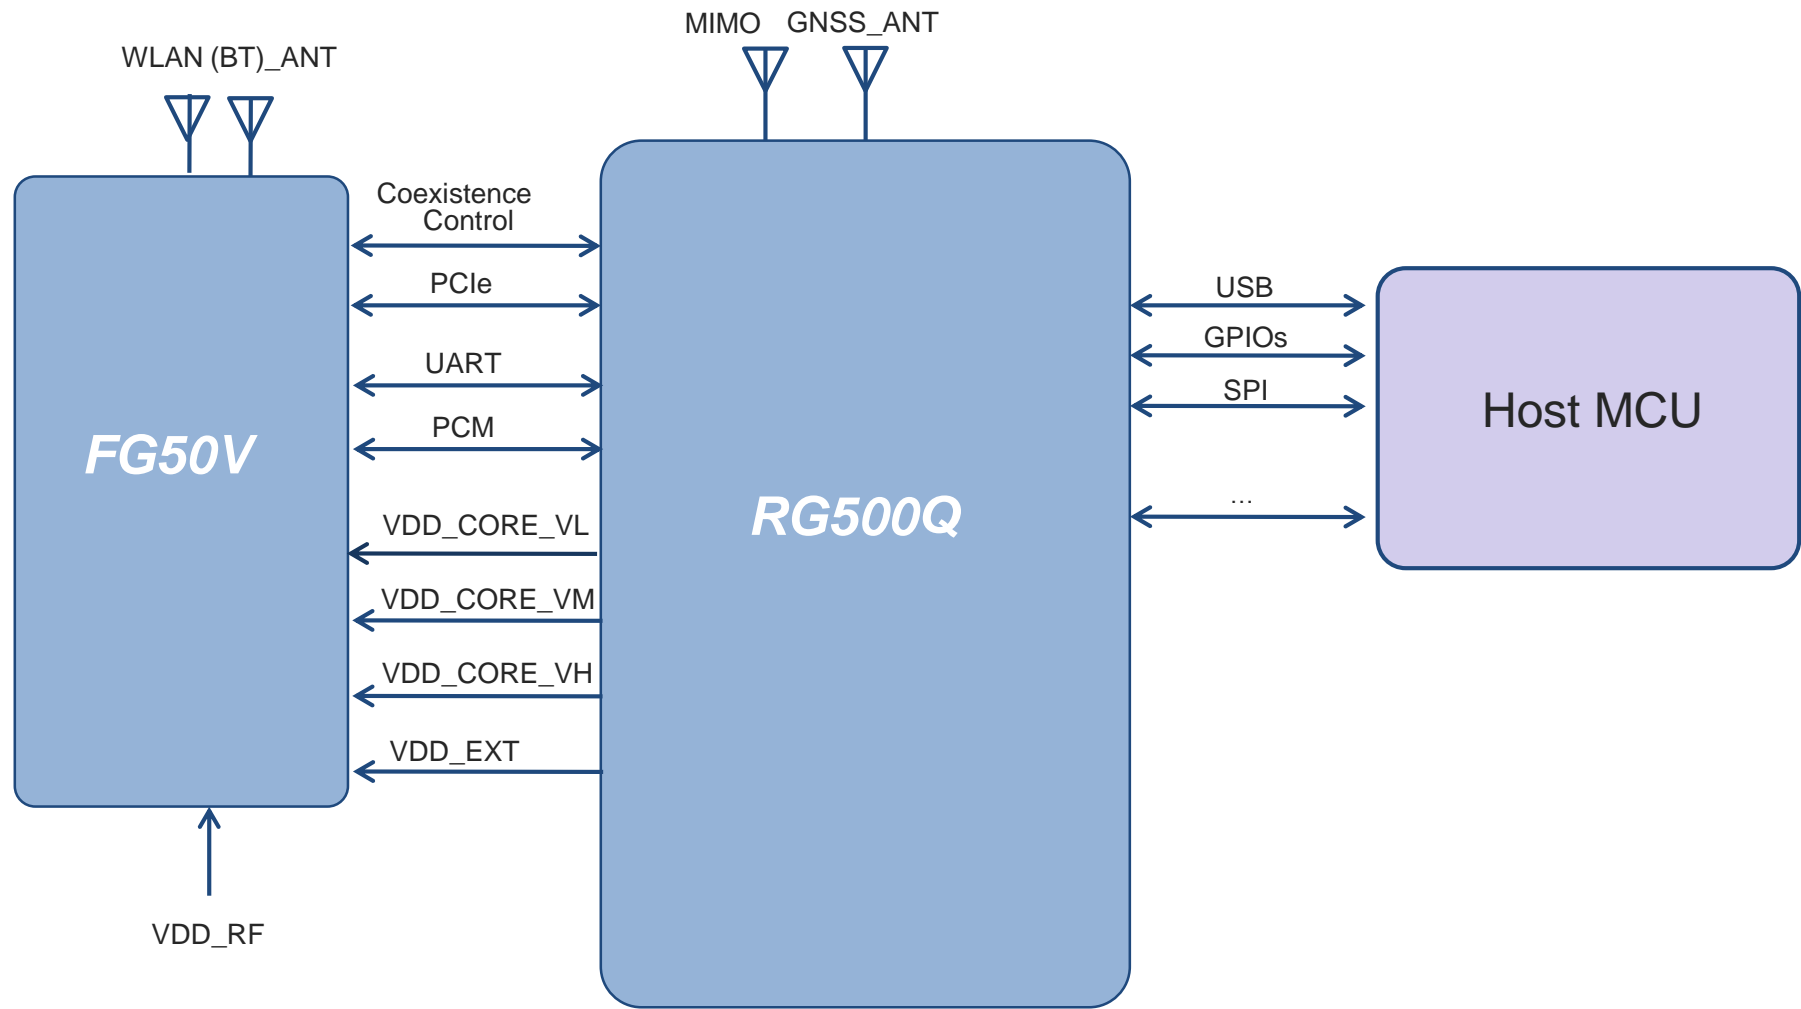 MIMO GNSS_ANT
WLAN (BT)_ANT
Coexistence
Control
PCIe
UART
PCM
VDD_CORE_VL
VDD_CORE_VM
VDD_CORE_VH
VDD_EXT
FG50V
VDD_RF
RG500Q
USB
GPIOs
SPI
...
Host MCU